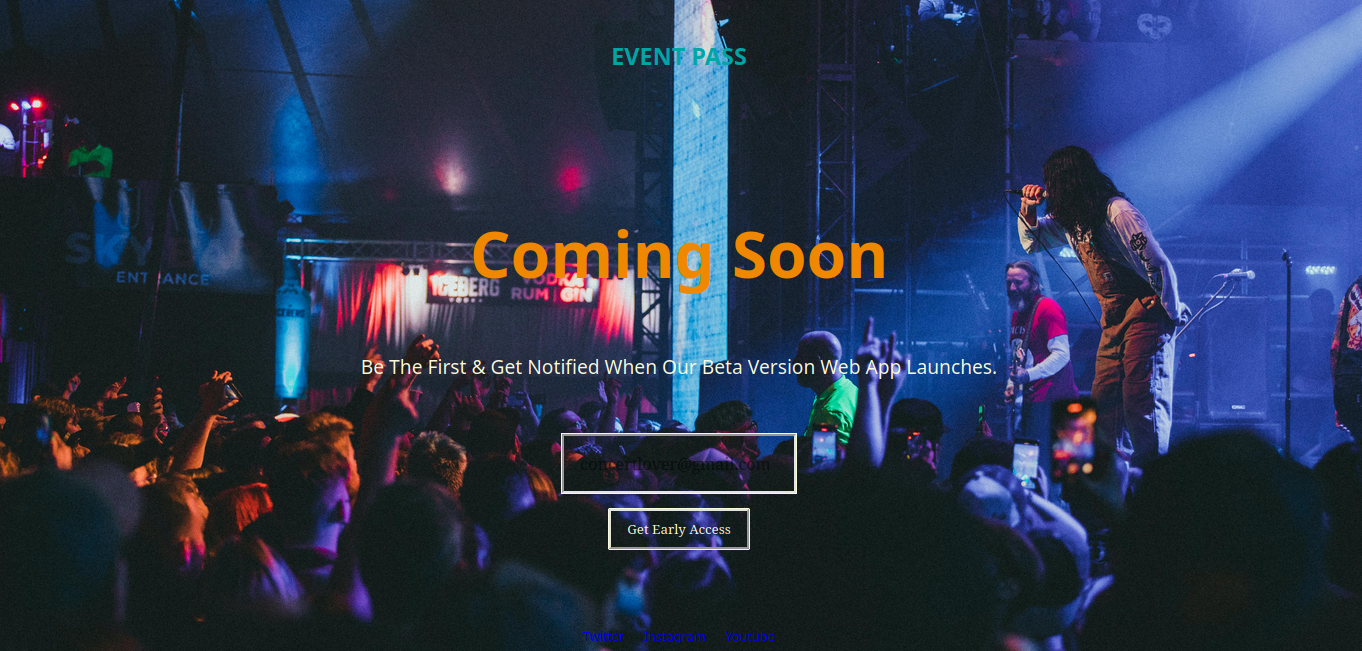 EVENT PASS
Coming Soon
SKY
ENTRANCE
ICEBERG
VODKA
RUM | GIN
ICEBERG
Be The First & Get Notified When Our Beta Version Web App Launches.
concertlover@gmail.com
Get Early Access
Twitter Instagram Youtube